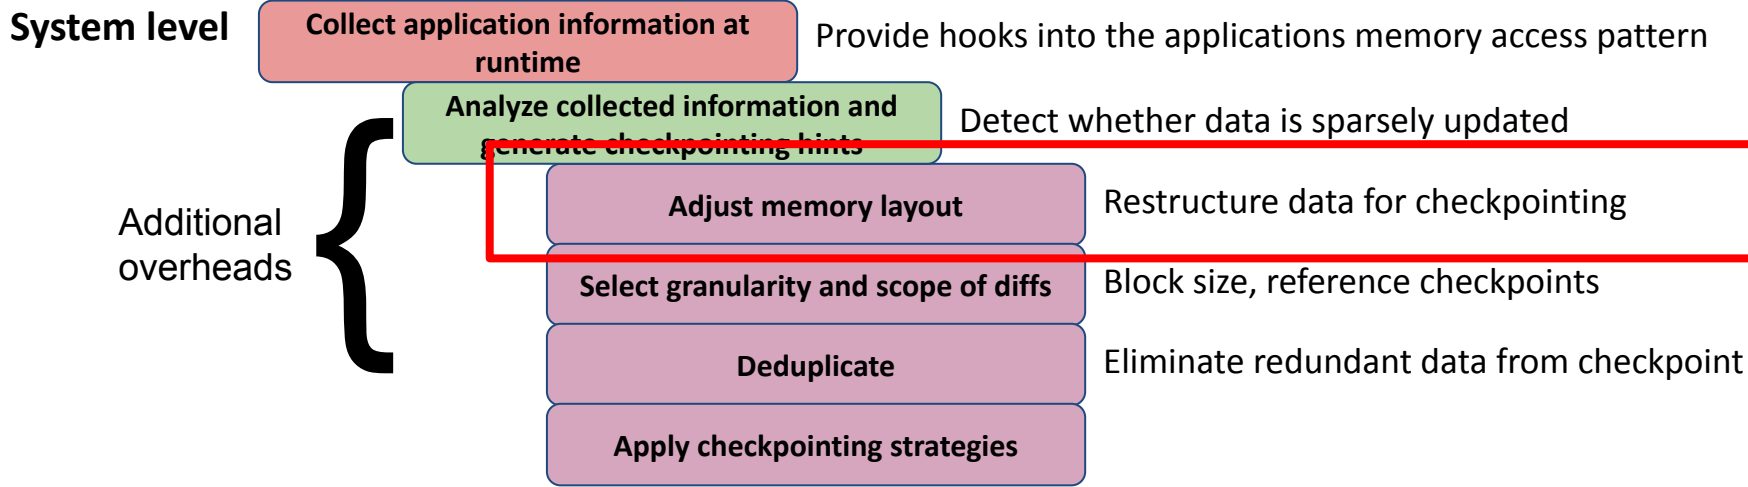 System level
Collect application information at
runtime
Provide hooks into the applications memory access pattern
Analyze collected information and
generate checkpointing hints
Detect whether data is sparsely updated
Adjust memory layout
Restructure data for checkpointing
Additional
overheads
Select granularity and scope of diffs
Block size, reference checkpoints
Deduplicate
Eliminate redundant data from checkpoint
Apply checkpointing strategies